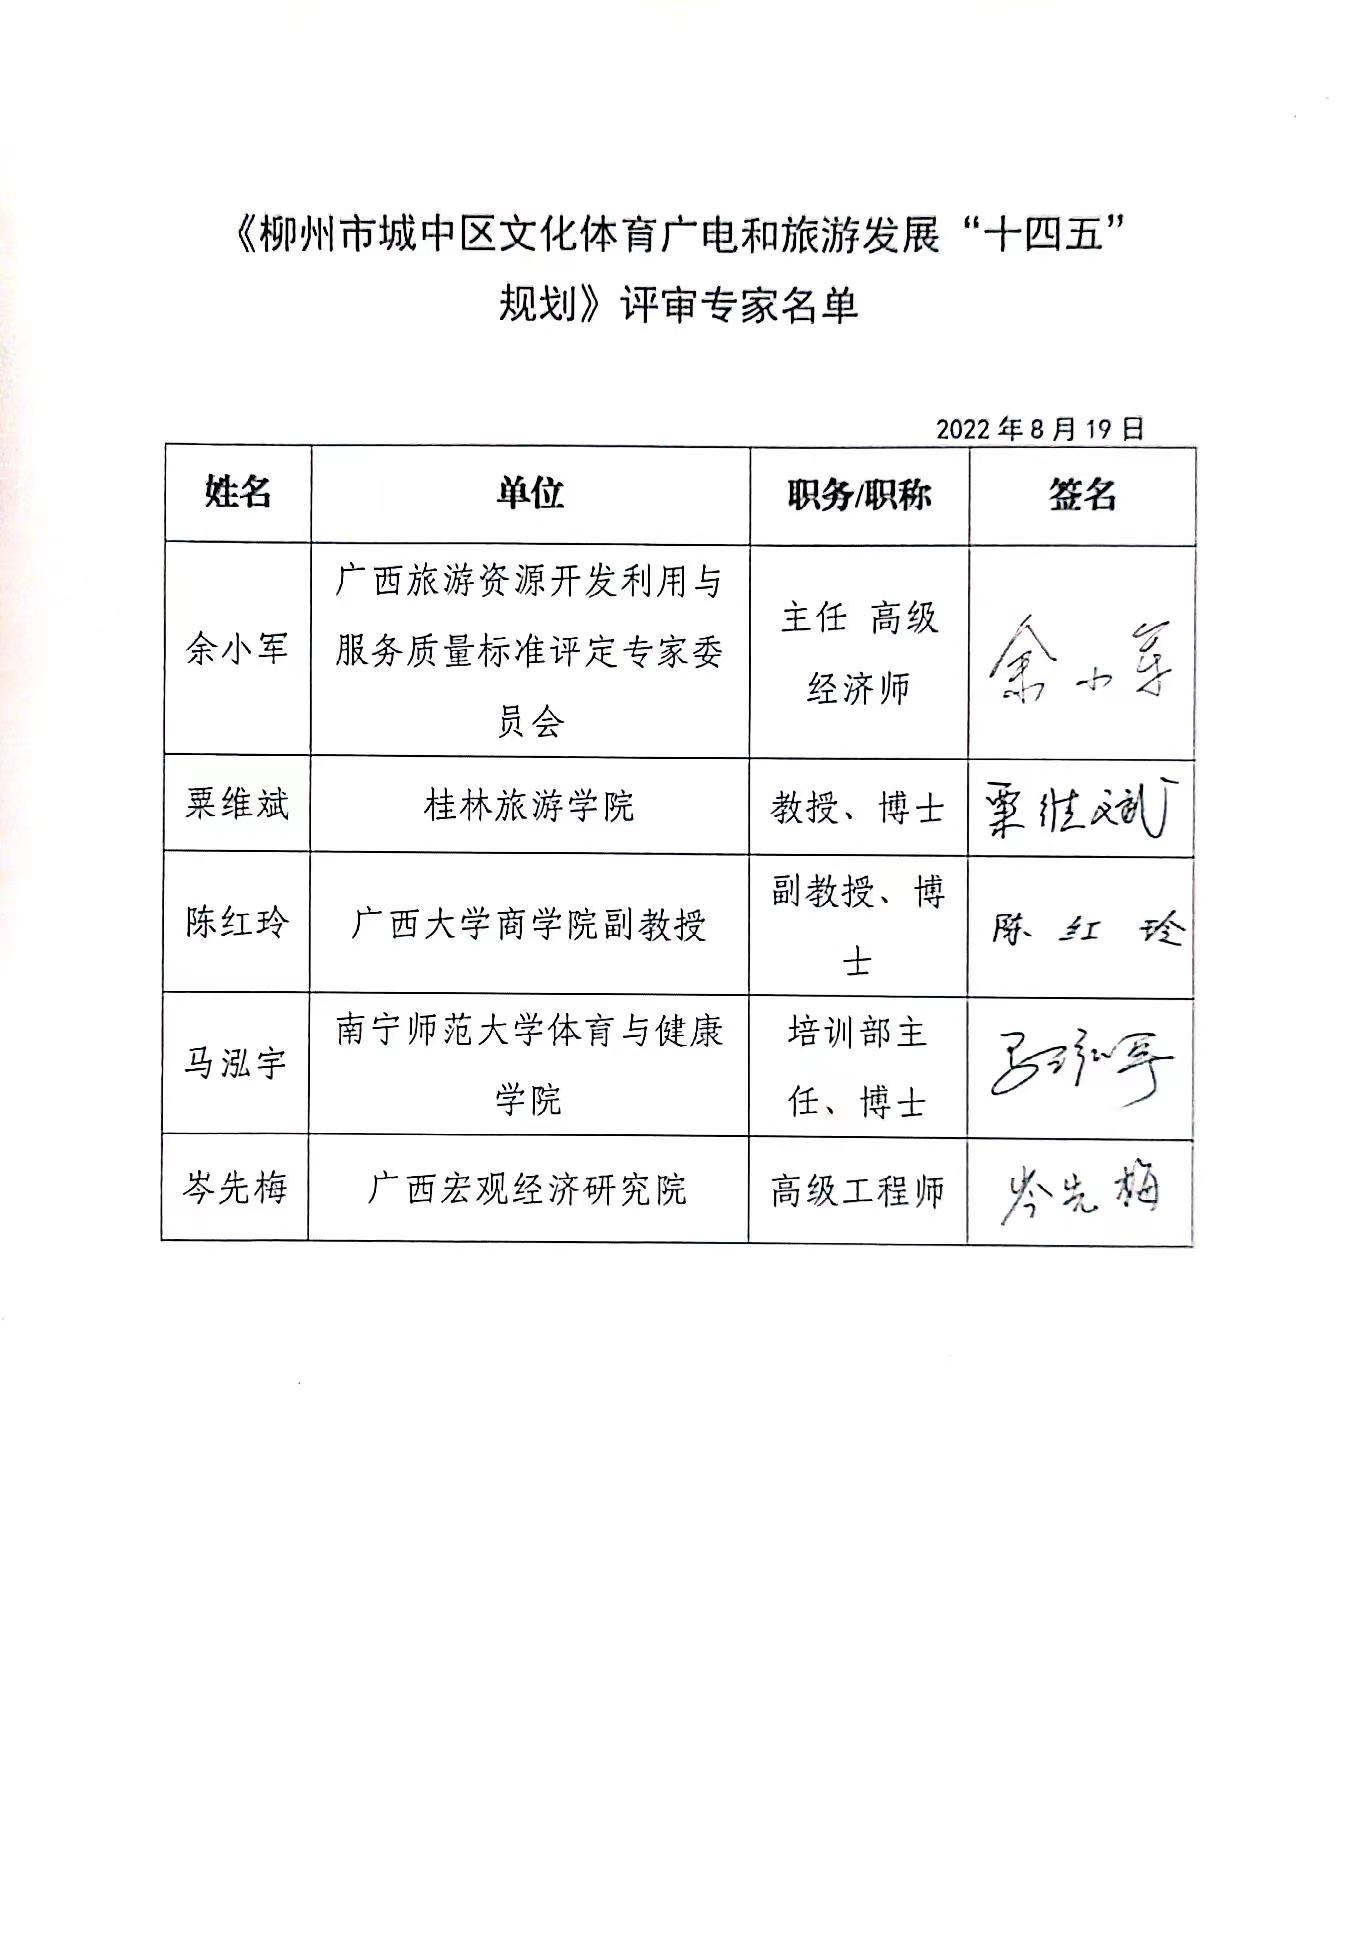 《柳州市城中区文化体育广电和旅游发展“十四五”
规划》评审专家名单
2022年8月19日
姓名 单位 职务/职称 签名
余小军 广西旅游资源开发利用与
服务质量标准评定专家委
员会 主任 高级
经济师 余小军
粟维斌 桂林旅游学院 教授、博士 粟维斌
陈红玲 广西大学商学院副教授 副教授、博
士 陈红玲
马泓宇 南宁师范大学体育与健康
学院 培训部主
任、博士 马泓宇
岑先梅 广西宏观经济研究院 高级工程师 岑先梅